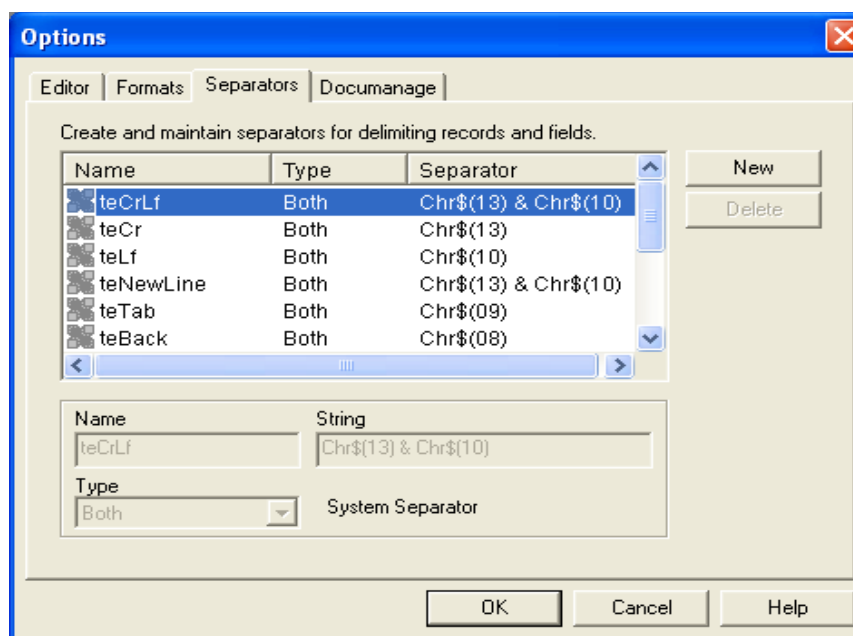 Options
Editor Formats Separators Documanage
Create and maintain separators for delimiting records and fields.
Name Type Separator
teCrLf Both Chr$(13) & Chr$(10)
teCr Both Chr$(13)
teLf Both Chr$(10)
teNewLine Both Chr$(13) & Chr$(10)
teTab Both Chr$(09)
teBack Both Chr$(08)
New
Delete
Name String
teCrLf Chr$(13) & Chr$(10)
Type
Both System Separator
OK Cancel Help